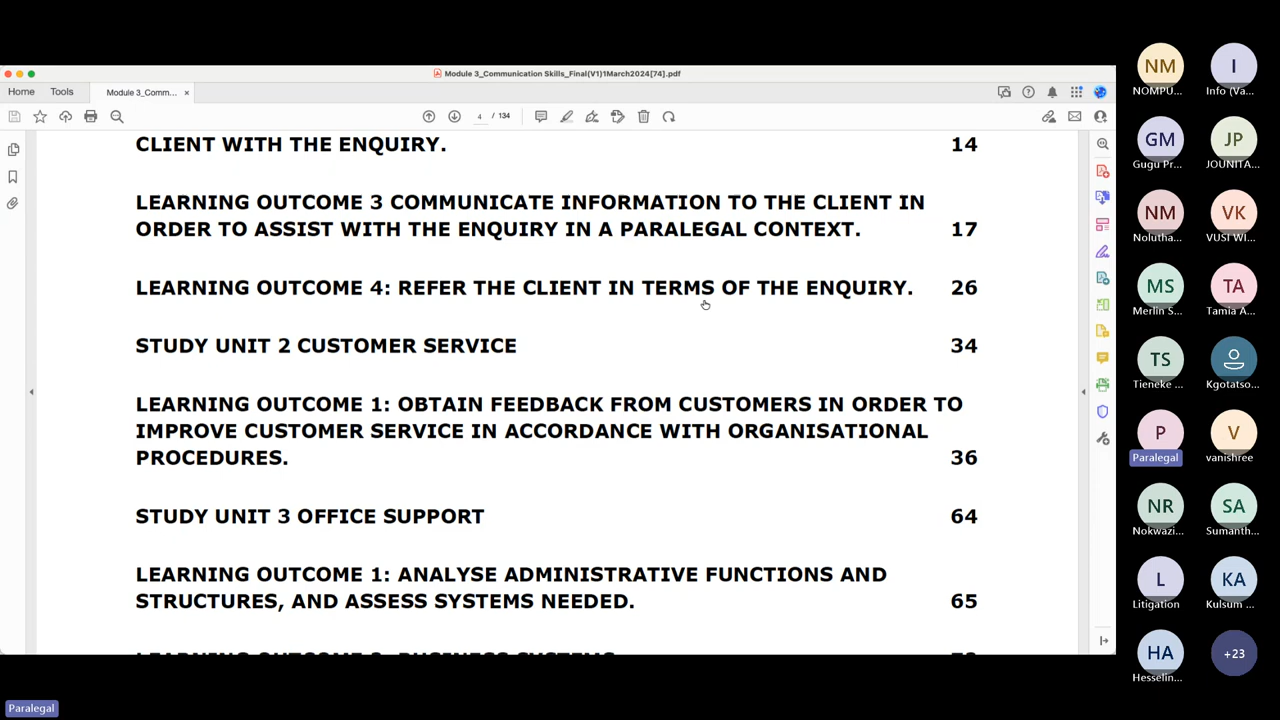 Module 3_Communication Skills_Final(V1)1March2024[74].pdf
Home Tools Module 3_Comm... ×
4 / 134
CLIENT WITH THE ENQUIRY. 14
LEARNING OUTCOME 3 COMMUNICATE INFORMATION TO THE CLIENT IN
ORDER TO ASSIST WITH THE ENQUIRY IN A PARALEGAL CONTEXT. 17
LEARNING OUTCOME 4: REFER THE CLIENT IN TERMS OF THE ENQUIRY. 26
STUDY UNIT 2 CUSTOMER SERVICE 34
LEARNING OUTCOME 1: OBTAIN FEEDBACK FROM CUSTOMERS IN ORDER TO
IMPROVE CUSTOMER SERVICE IN ACCORDANCE WITH ORGANISATIONAL
PROCEDURES. 36
STUDY UNIT 3 OFFICE SUPPORT 64
LEARNING OUTCOME 1: ANALYSE ADMINISTRATIVE FUNCTIONS AND
STRUCTURES, AND ASSESS SYSTEMS NEEDED. 65
NM I
NOMPU... Info (Va...
GM JP
Gugu Pr... JOUNITA...
NM VK
Nolutha... VUSI WI...
MS TA
Merlin S... Tamia A...
TS
Tieneke ... Kgotatso...
P V
Paralegal vanishree
NR SA
Nokwazi... Sumanth...
L KA
Litigation Kulsum ...
HA +23
Hesselin...
Paralegal